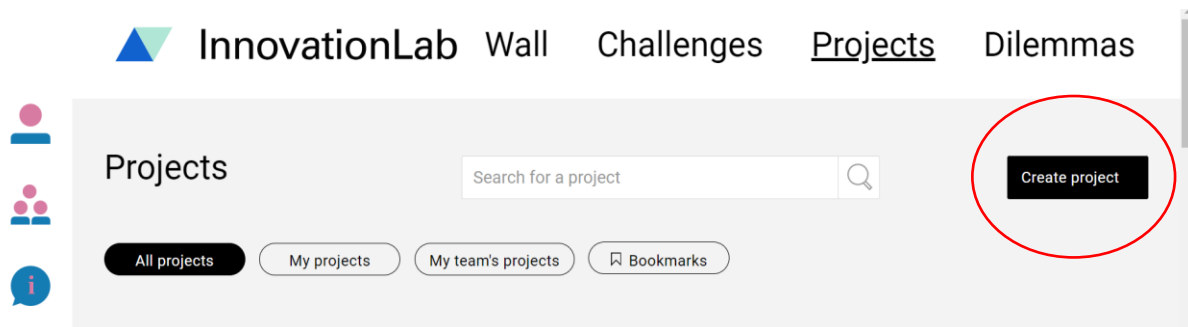 InnovationLab Wall Challenges Projects Dilemmas
Projects
Search for a project
Create project
All projects
My projects
My team's projects
Bookmarks
i